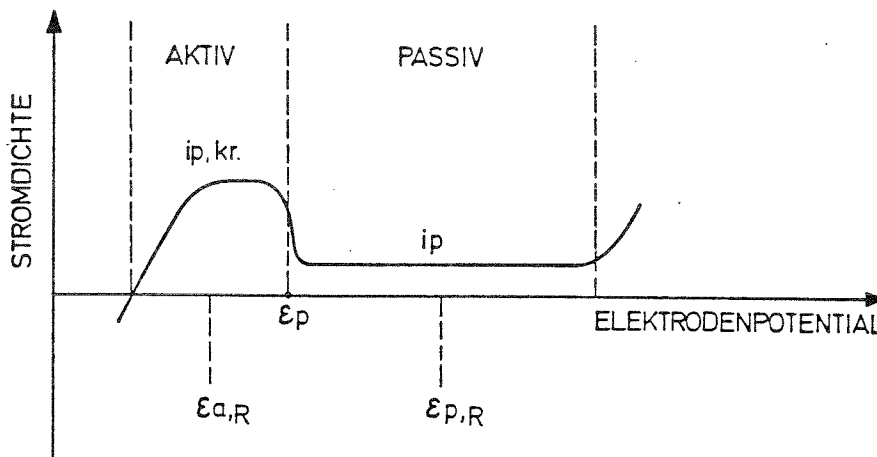 AKTIV
PASSIV
STROMDICHTE
ip, kr.
ip
εp
ELEKTRODENPOTENTIAL
εa,R
εp,R